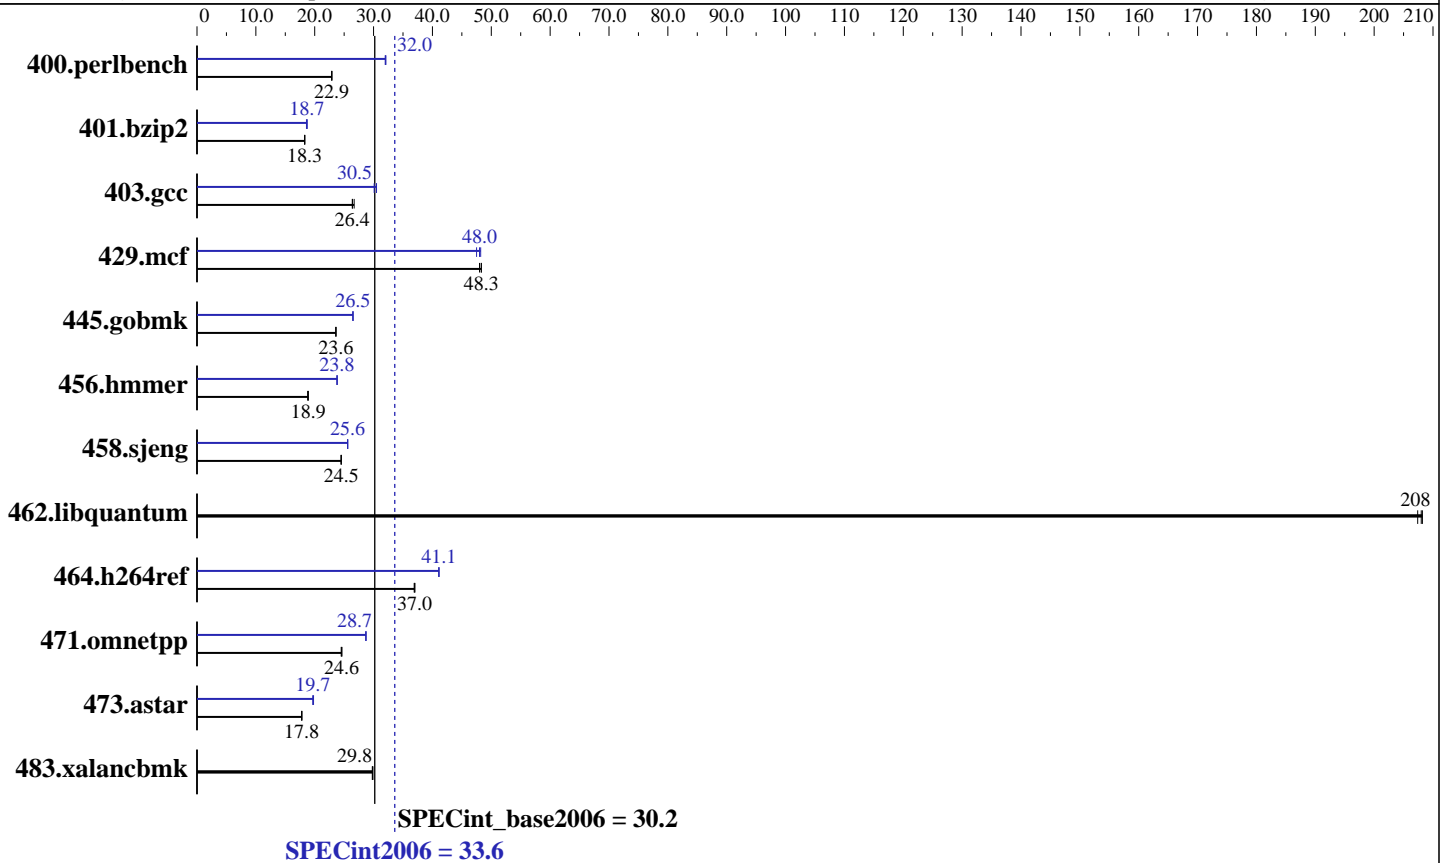 0 10.0 20.0 30.0 40.0 50.0 60.0 70.0 80.0 90.0 100 110 120 130 140 150 160 170 180 190 200 210
32.0
400.perlbench
22.9
18.7
401.bzip2
18.3
30.5
403.gcc
26.4
48.0
429.mcf
48.3
26.5
445.gobmk
23.6
23.8
456.hmmer
18.9
25.6
458.sjeng
24.5
208
462.libquantum
41.1
464.h264ref
37.0
28.7
471.omnetpp
24.6
19.7
473.astar
17.8
29.8
483.xalancbmk
SPECint_base2006 = 30.2
SPECint2006 = 33.6